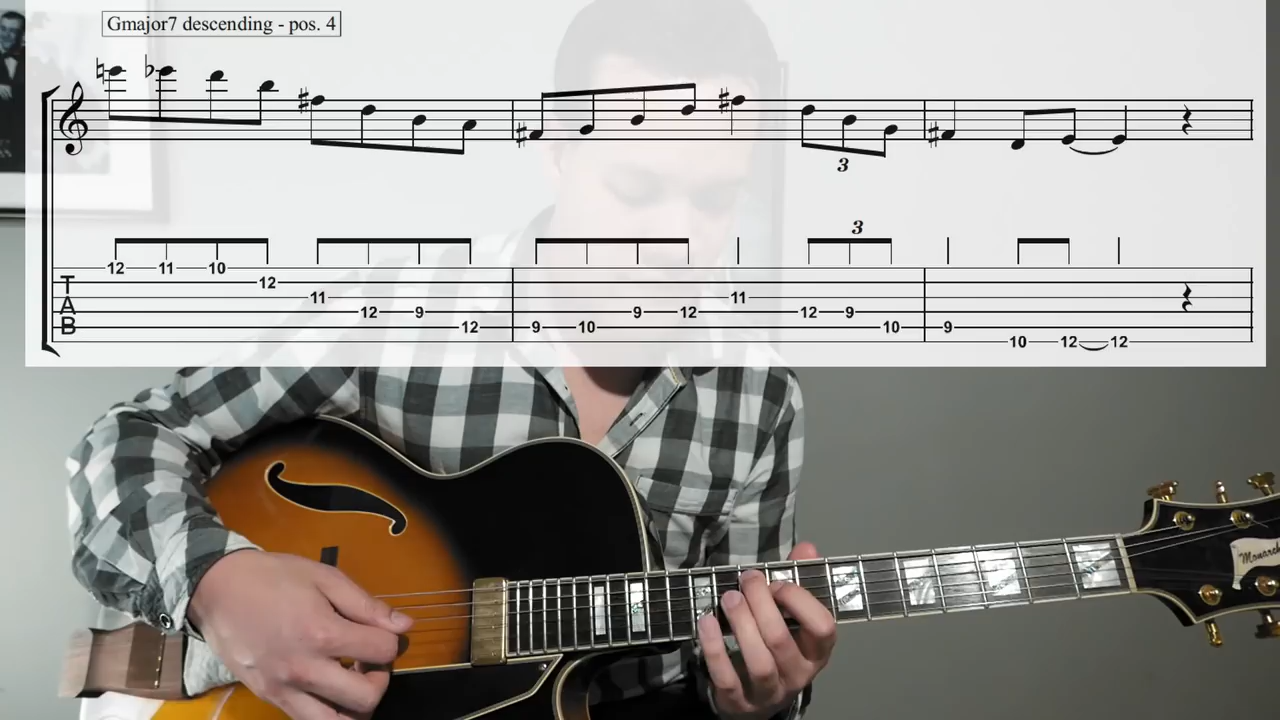 Gmajor7 descending - pos. 4
3
3
12 11 10
12
T
11
A 12 9 9 12 12 9
B 12 9 10 10 9
10 12 12
Monarch